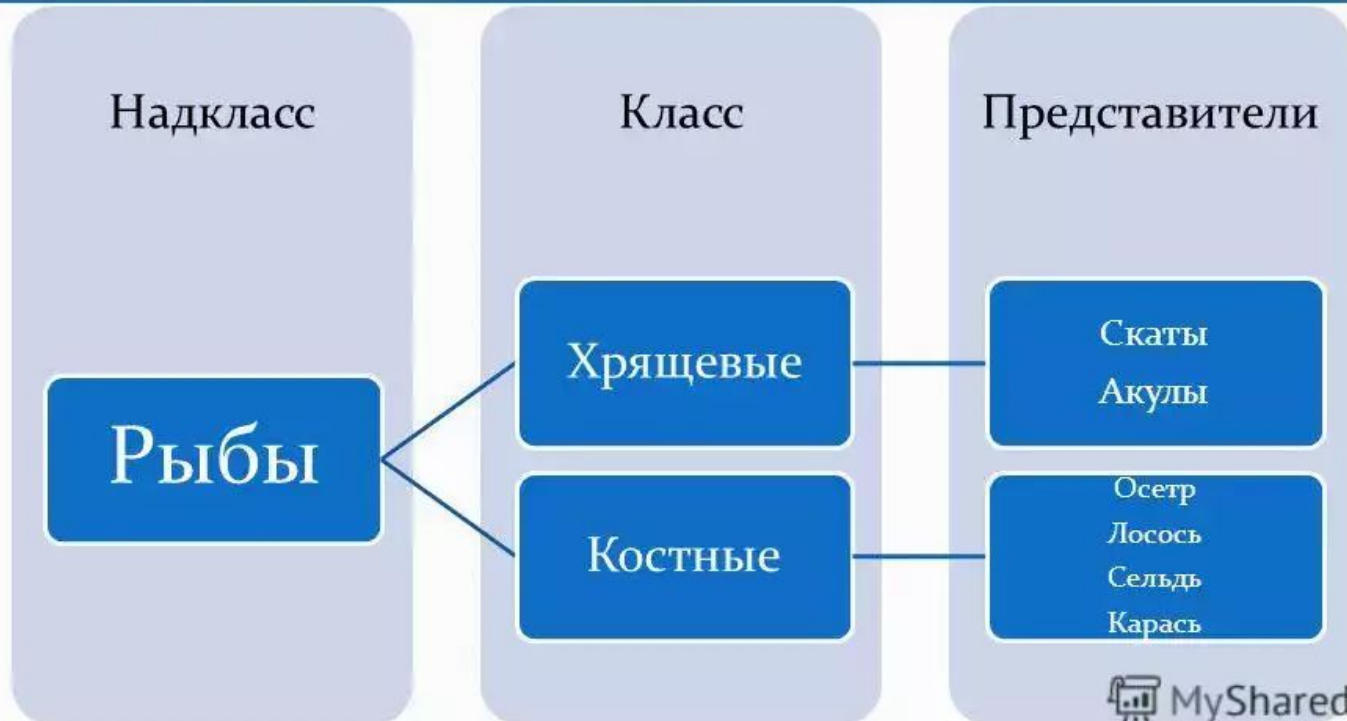 Надкласс
Класс
Представители
Рыбы
Хрящевые
Костные
Скаты
Акулы
Осетр
Лосось
Сельдь
Карась
MyShared